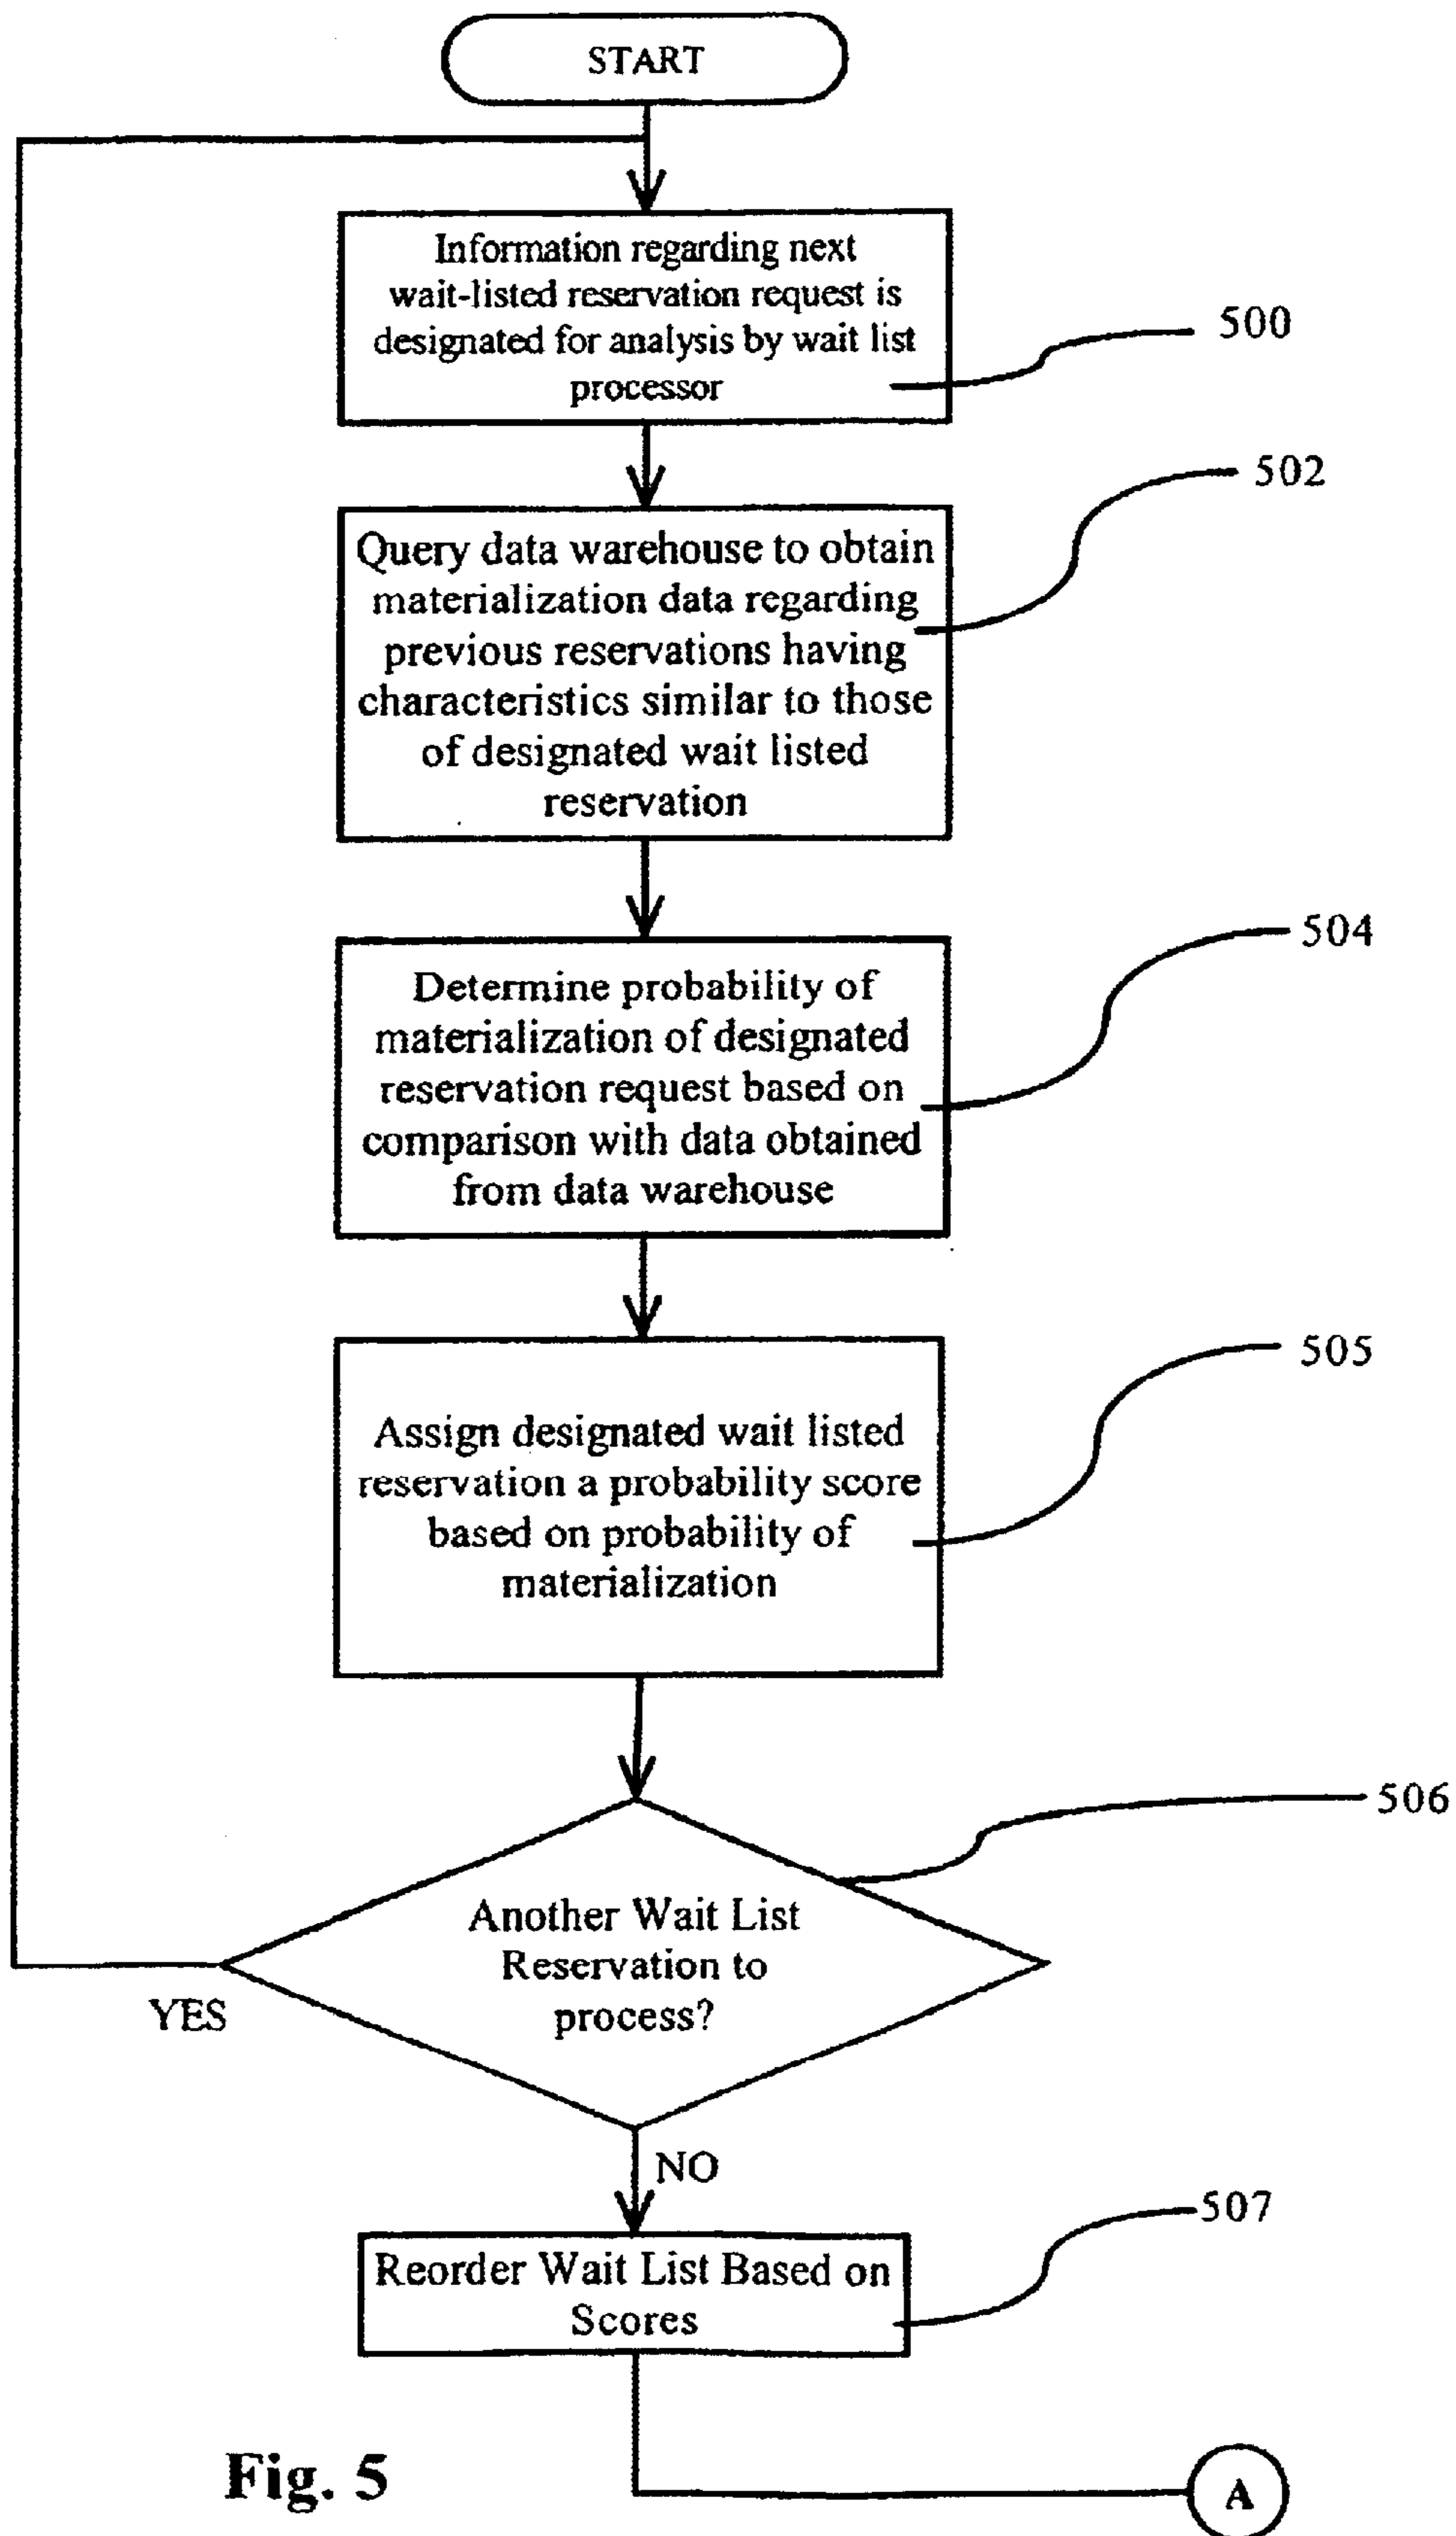 START
Information regarding next
wait-listed reservation request is
designated for analysis by wait list
processor
500
502
Query data warehouse to obtain
materialization data regarding
previous reservations having
characteristics similar to those
of designated wait listed
reservation
504
Determine probability of
materialization of designated
reservation request based on
comparison with data obtained
from data warehouse
505
Assign designated wait listed
reservation a probability score
based on probability of
materialization
506
Another Wait List
Reservation to
process?
YES
NO
507
Reorder Wait List Based on
Scores
Fig. 5
A